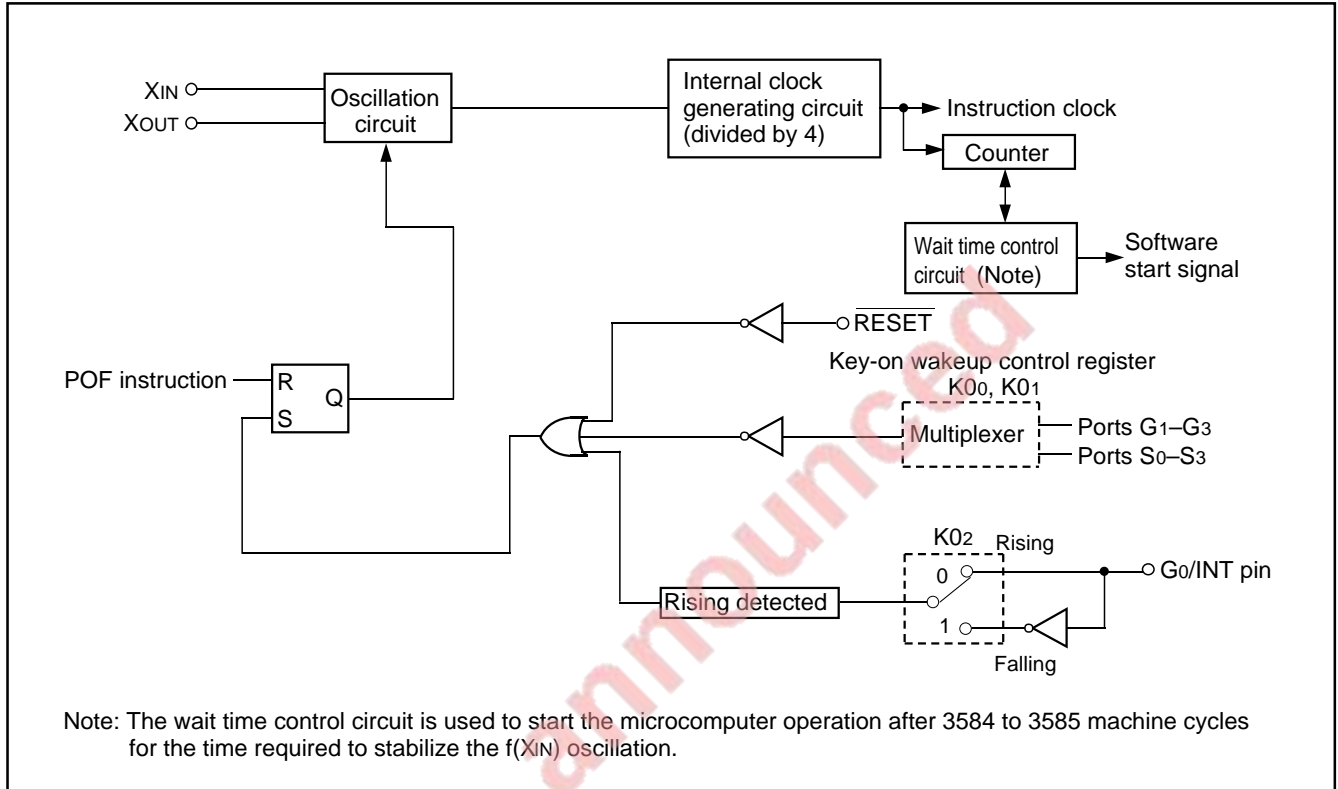 XIN
XOUT
Oscillation
circuit
Internal clock
generating circuit
(divided by 4)
Instruction clock
Counter
Wait time control
circuit (Note)
Software
start signal
RESET
Key-on wakeup control register
K00, K01
POF instruction
R
S
Q
Multiplexer
Ports G1–G3
Ports S0–S3
K02
Rising
0
G0/INT pin
Rising detected
1
Falling
Note: The wait time control circuit is used to start the microcomputer operation after 3584 to 3585 machine cycles
for the time required to stabilize the f(XIN) oscillation.
announced